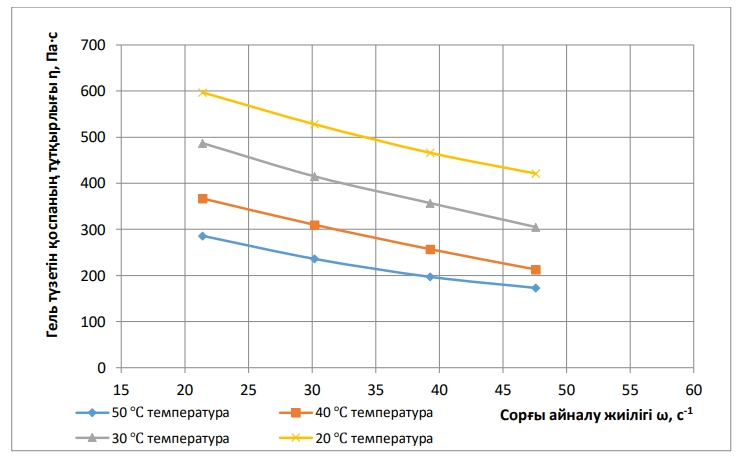 Гель түзетін қоспаның тұтқырлығы η, Па·с
700
600
500
400
300
200
100
0
15 20 25 30 35 40 45 50 55 60
Сорғы айналу жиілігі ω, с⁻¹
50 °С температура 40 °С температура
30 °С температура 20 °С температура